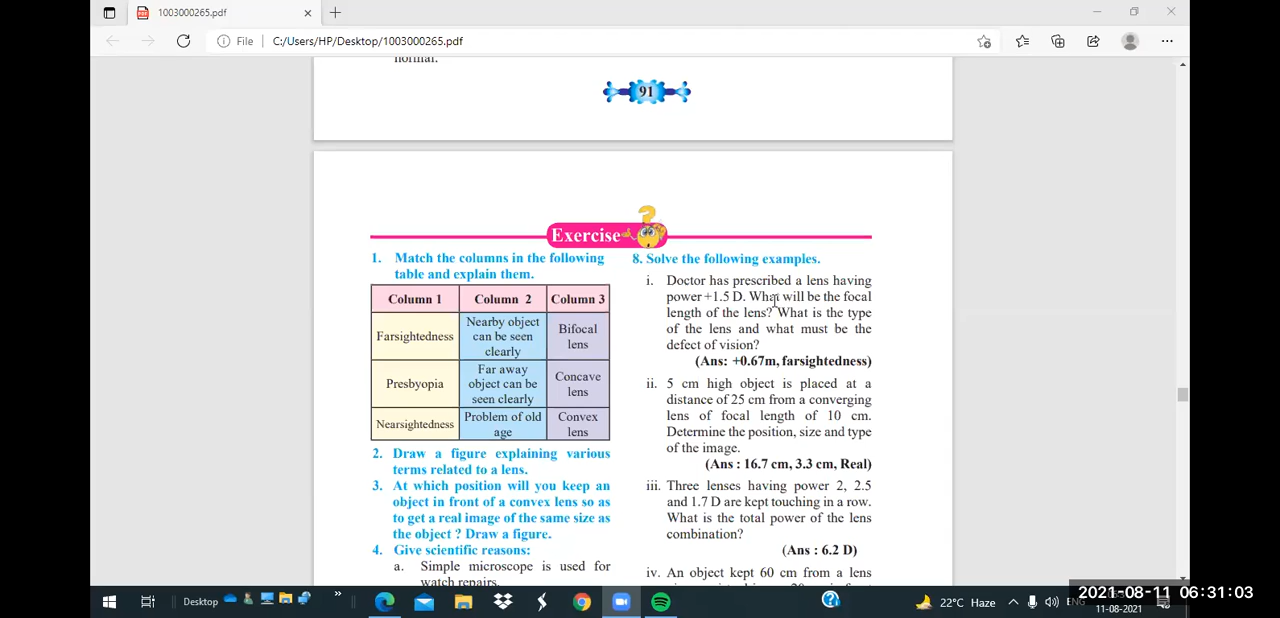 1003000265.pdf
File
C:/Users/HP/Desktop/1003000265.pdf
normal.
91
Exercise
1. Match the columns in the following
table and explain them.
Column 1 Column 2 Column 3
Farsightedness
Nearby object
can be seen
clearly
Bifocal
lens
Presbyopia
Far away
object can be
seen clearly
Concave
lens
Nearsightedness
Problem of old
age
Convex
lens
2. Draw a figure explaining various
terms related to a lens.
3. At which position will you keep an
object in front of a convex lens so as
to get a real image of the same size as
the object ? Draw a figure.
4. Give scientific reasons:
a. Simple microscope is used for
watch repairs.
8. Solve the following examples.
i. Doctor has prescribed a lens having
power +1.5 D. What will be the focal
length of the lens? What is the type
of the lens and what must be the
defect of vision?
(Ans: +0.67m, farsightedness)
ii. 5 cm high object is placed at a
distance of 25 cm from a converging
lens of focal length of 10 cm.
Determine the position, size and type
of the image.
(Ans : 16.7 cm, 3.3 cm, Real)
iii. Three lenses having power 2, 2.5
and 1.7 D are kept touching in a row.
What is the total power of the lens
combination?
(Ans : 6.2 D)
iv. An object kept 60 cm from a lens
Desktop
22°C Haze
ENG
11-08-2021
2021-08-11 06:31:03